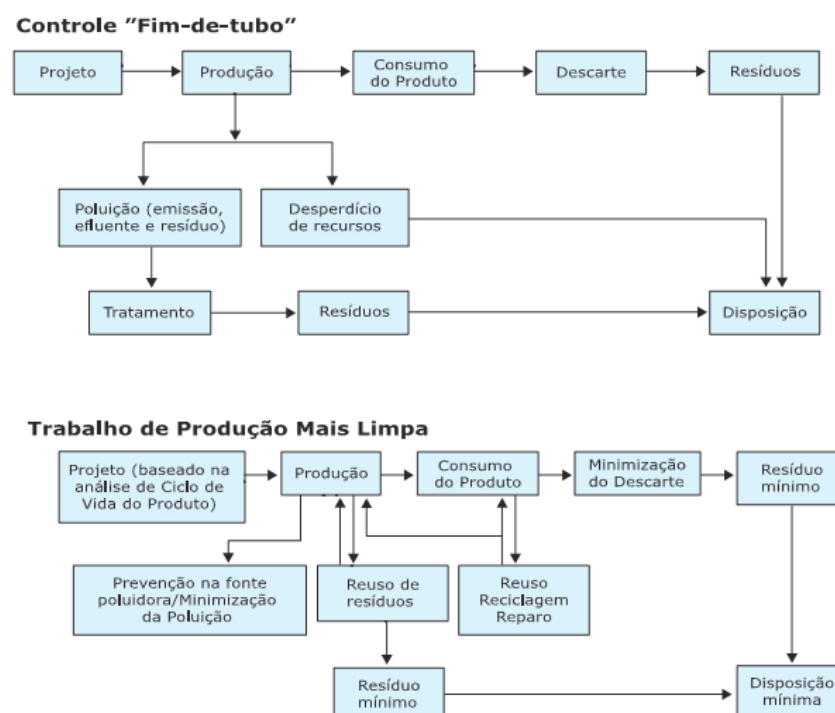 Controle "Fim-de-tubo"
Projeto
Produção
Consumo
do Produto
Descarte
Resíduos
Poluição (emissão,
efluente e resíduo)
Desperdício
de recursos
Tratamento
Resíduos
Disposição
Trabalho de Produção Mais Limpa
Projeto (baseado na
análise de Ciclo de
Vida do Produto)
Produção
Consumo
do Produto
Minimização
do Descarte
Resíduo
mínimo
Prevenção na fonte
poluidora/Minimização
da Poluição
Reuso de
resíduos
Reuso
Reciclagem
Reparo
Resíduo
mínimo
Disposição
mínima